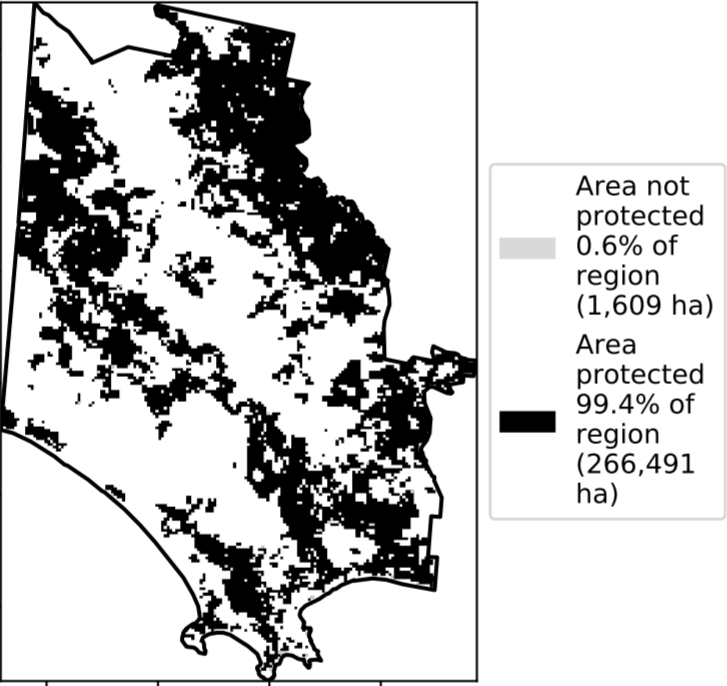 Area not
protected
0.6% of
region
(1,609 ha)
Area
protected
99.4% of
region
(266,491
ha)